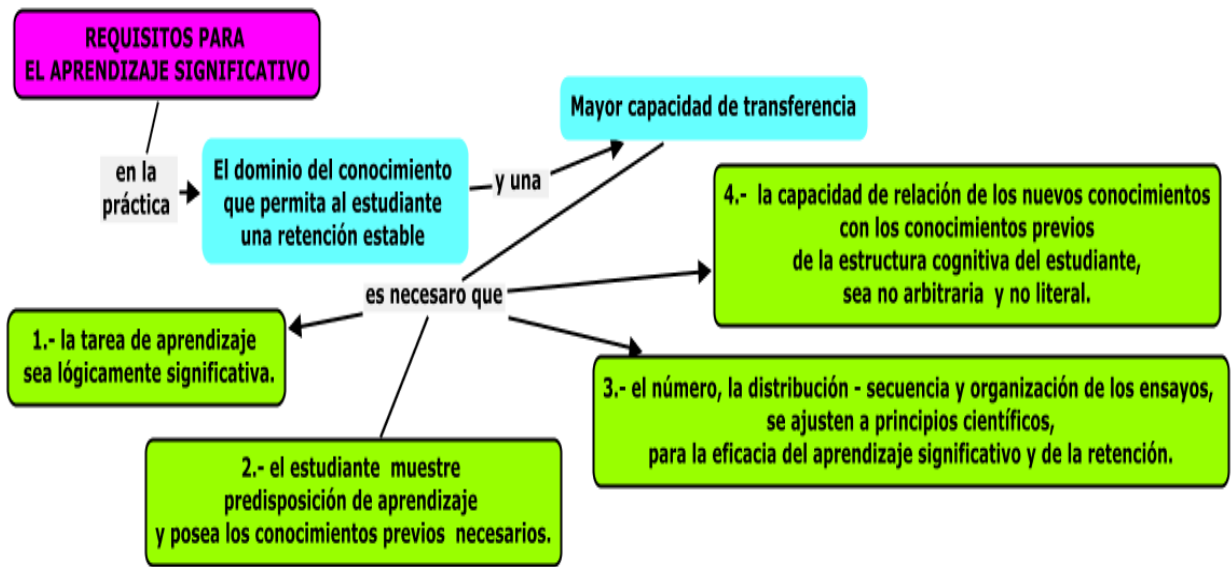 REQUISITOS PARA
EL APRENDIZAJE SIGNIFICATIVO
en la
práctica
El dominio del conocimiento
que permita al estudiante
una retención estable
y una
Mayor capacidad de transferencia
es necesaro que
1.- la tarea de aprendizaje
sea lógicamente significativa.
2.- el estudiante muestre
predisposición de aprendizaje
y posea los conocimientos previos necesarios.
3.- el número, la distribución - secuencia y organización de los ensayos,
se ajusten a principios científicos,
para la eficacia del aprendizaje significativo y de la retención.
4.- la capacidad de relación de los nuevos conocimientos
con los conocimientos previos
de la estructura cognitiva del estudiante,
sea no arbitraria y no literal.